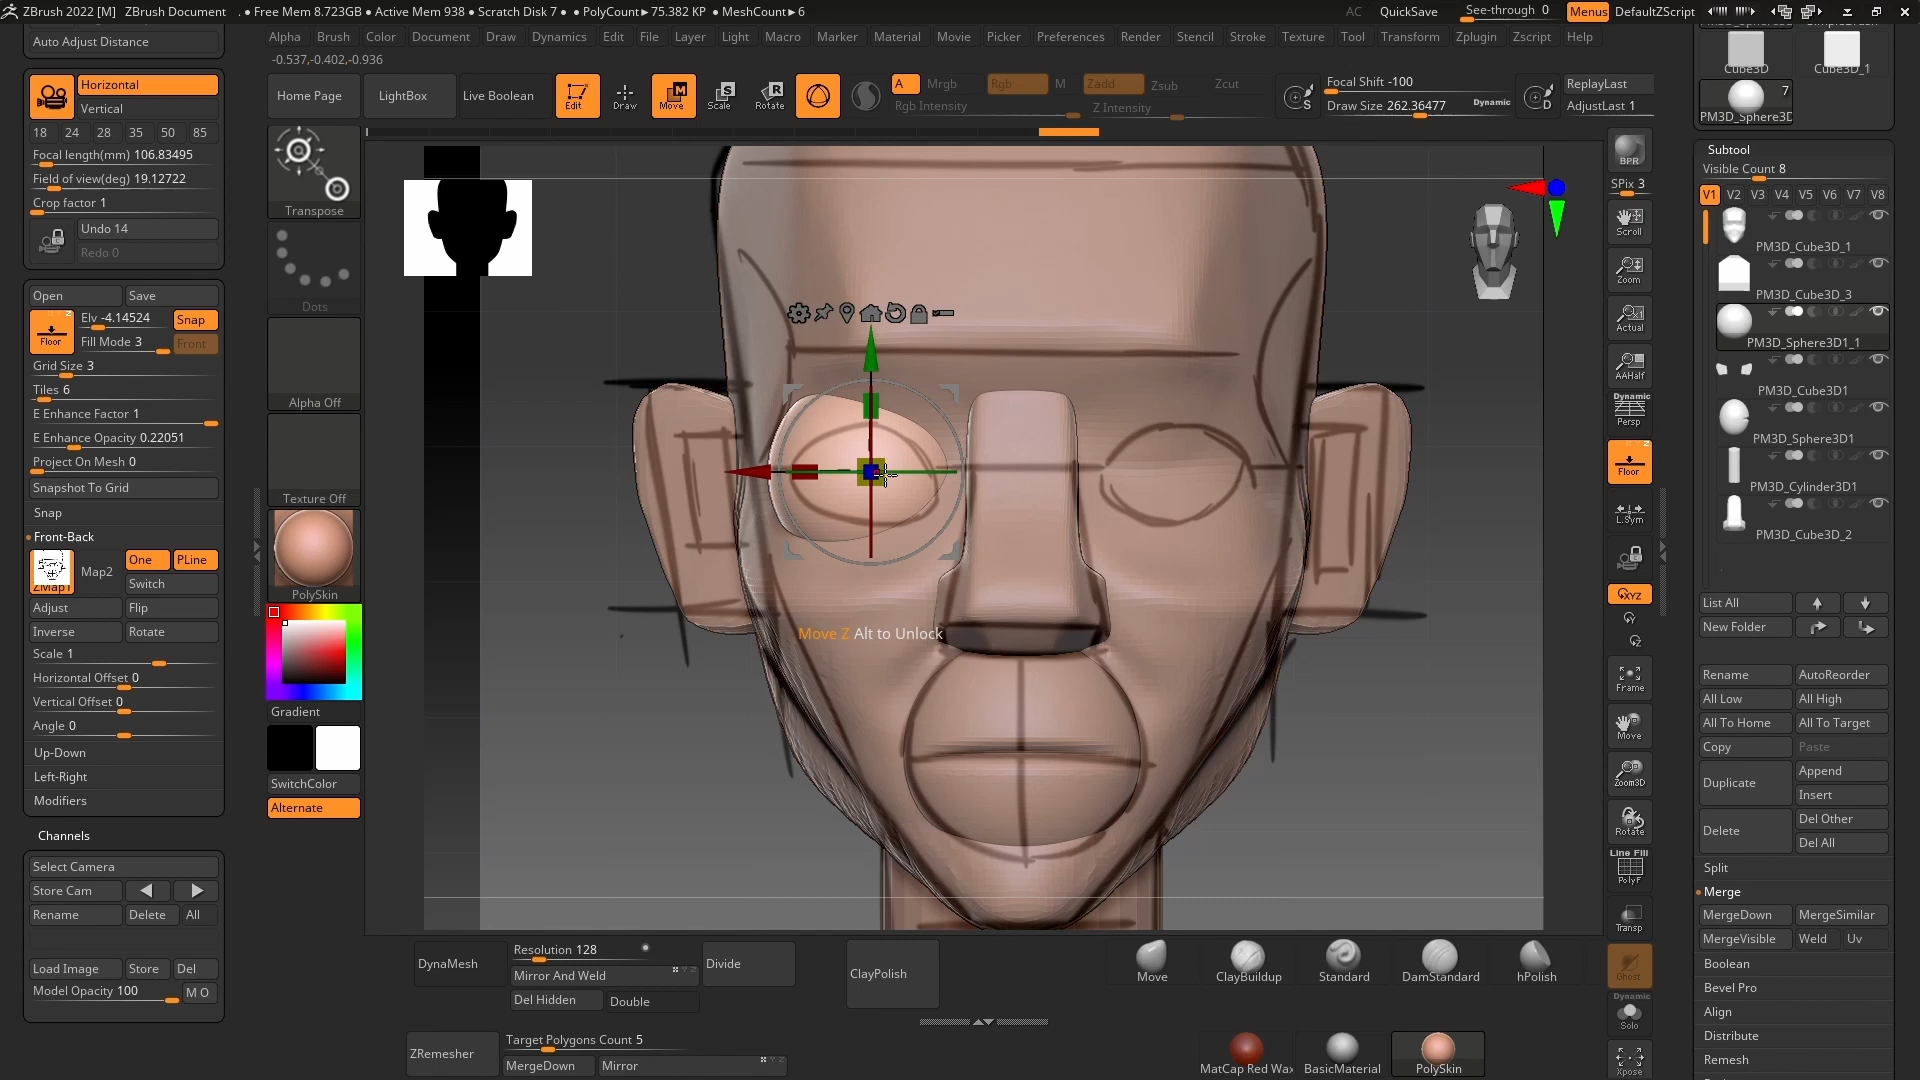 ZBrush 2022 [M] ZBrush Document . • Free Mem 8.723GB • Active Mem 938 • Scratch Disk 7 • • PolyCount► 75.382 KP • MeshCount►6 AC QuickSave See-through 0 Menus DefaultZScript
Alpha Brush Color Document Draw Dynamics Edit File Layer Light Macro Marker Material Movie Picker Preferences Render Stencil Stroke Texture Tool Transform Zplugin Zscript Help
-0.537,-0.402,-0.936
Home Page LightBox Live Boolean Edit Draw Move Scale Rotate
A Mrgb Rgb M Zadd Zsub Zcut
Rgb Intensity Z Intensity
Focal Shift -100
Draw Size 262.36477 Dynamic
S D
ReplayLast
AdjustLast 1
Auto Adjust Distance
Horizontal
Vertical
18 24 28 35 50 85
Focal length(mm) 106.83495
Field of view(deg) 19.12722
Crop factor 1
Undo 14
Redo 0
Open Save
Floor Elv -4.14524 Snap
Fill Mode 3 Front
Grid Size 3
Tiles 6
E Enhance Factor 1
E Enhance Opacity 0.22051
Project On Mesh 0
Snapshot To Grid
Snap
Front-Back
ZMap1 Map2 One PLine
Switch
Adjust Flip
Inverse Rotate
Scale 1
Horizontal Offset 0
Vertical Offset 0
Angle 0
Up-Down
Left-Right
Modifiers
Channels
Select Camera
Store Cam
Rename Delete All
Load Image Store Del
Model Opacity 100 M O
Transpose
Dots
Alpha Off
Texture Off
PolySkin
Gradient
SwitchColor
Alternate
Move Z Alt to Unlock
BPR
SPix 3
Scroll
Zoom
Actual
AAHalf
Dynamic
Persp
Floor
L.Sym
XYZ
Frame
Move
Zoom3D
Rotate
Line Fill
PolyF
Transp
Ghost
Dynamic
Solo
Xpose
Cube3D Cube3D_1
7
PM3D_Sphere3D
Subtool
Visible Count 8
V1 V2 V3 V4 V5 V6 V7 V8
PM3D_Cube3D_1
PM3D_Cube3D_3
PM3D_Sphere3D1_1
PM3D_Cube3D1
PM3D_Sphere3D1
PM3D_Cylinder3D1
PM3D_Cube3D_2
List All
New Folder
Rename AutoReorder
All Low All High
All To Home All To Target
Copy Paste
Duplicate Append
Insert
Delete Del Other
Del All
Split
Merge
MergeDown MergeSimilar
MergeVisible Weld Uv
Boolean
Bevel Pro
Align
Distribute
Remesh
DynaMesh Resolution 128 Divide ClayPolish
Mirror And Weld
Del Hidden Double
Move ClayBuildup Standard DamStandard hPolish
ZRemesher Target Polygons Count 5
MergeDown Mirror
MatCap Red Wax BasicMaterial PolySkin